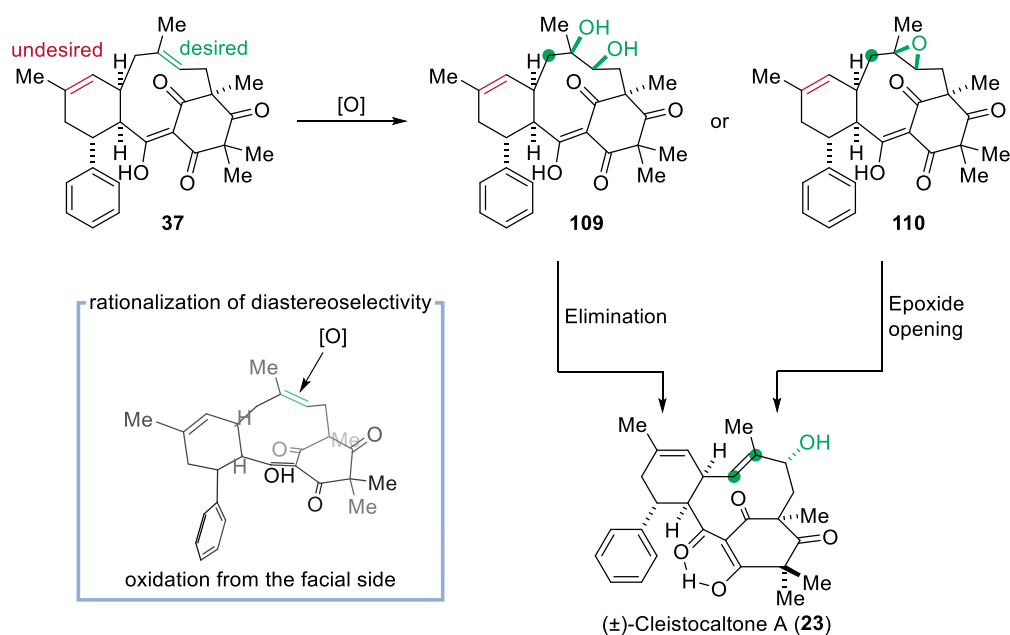 Me
undesired
desired
Me
H
Me
O
O
Me
Me
H
HO
O
37
[O]
Me
OH
OH
Me
H
O
Me
O
Me
Me
H
HO
O
109
or
Me
O
Me
H
O
Me
O
Me
Me
H
HO
O
110
rationalization of diastereoselectivity
[O]
Me
Me
H
H
O
Me
O
OH
O
Me
Me
oxidation from the facial side
Elimination
Epoxide
opening
Me
Me
OH
H
O
Me
O
H
O
H
O
Me
Me
(±)-Cleistocaltone A (23)